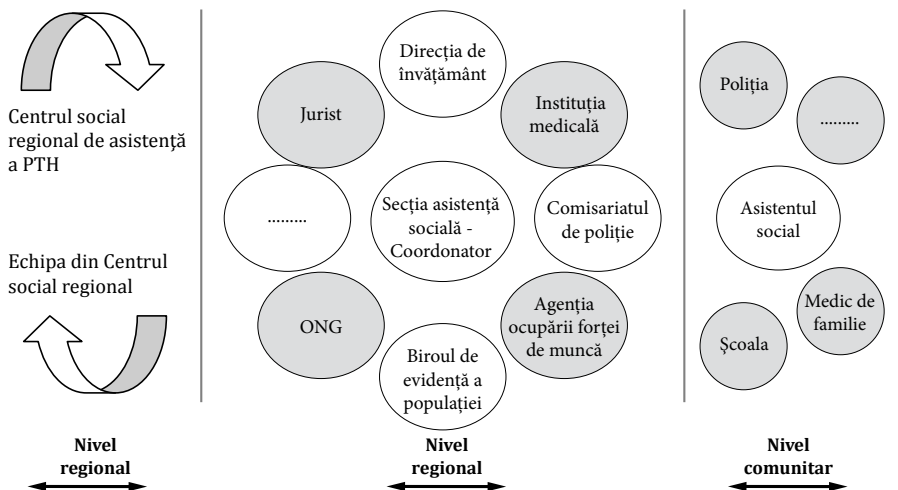 Centrul social
regional de asistență
a PTH
Echipa din Centrul
social regional
Nivel
regional
Direcția de
învățământ
Jurist
Instituția
medicală
.........
Secția asistență
socială -
Coordonator
Comisariatul
de poliție
ONG
Agenția
ocupării forței
de muncă
Biroul de
evidență a
populației
Nivel
regional
Poliția
.........
Asistentul
social
Medic de
familie
Școala
Nivel
comunitar